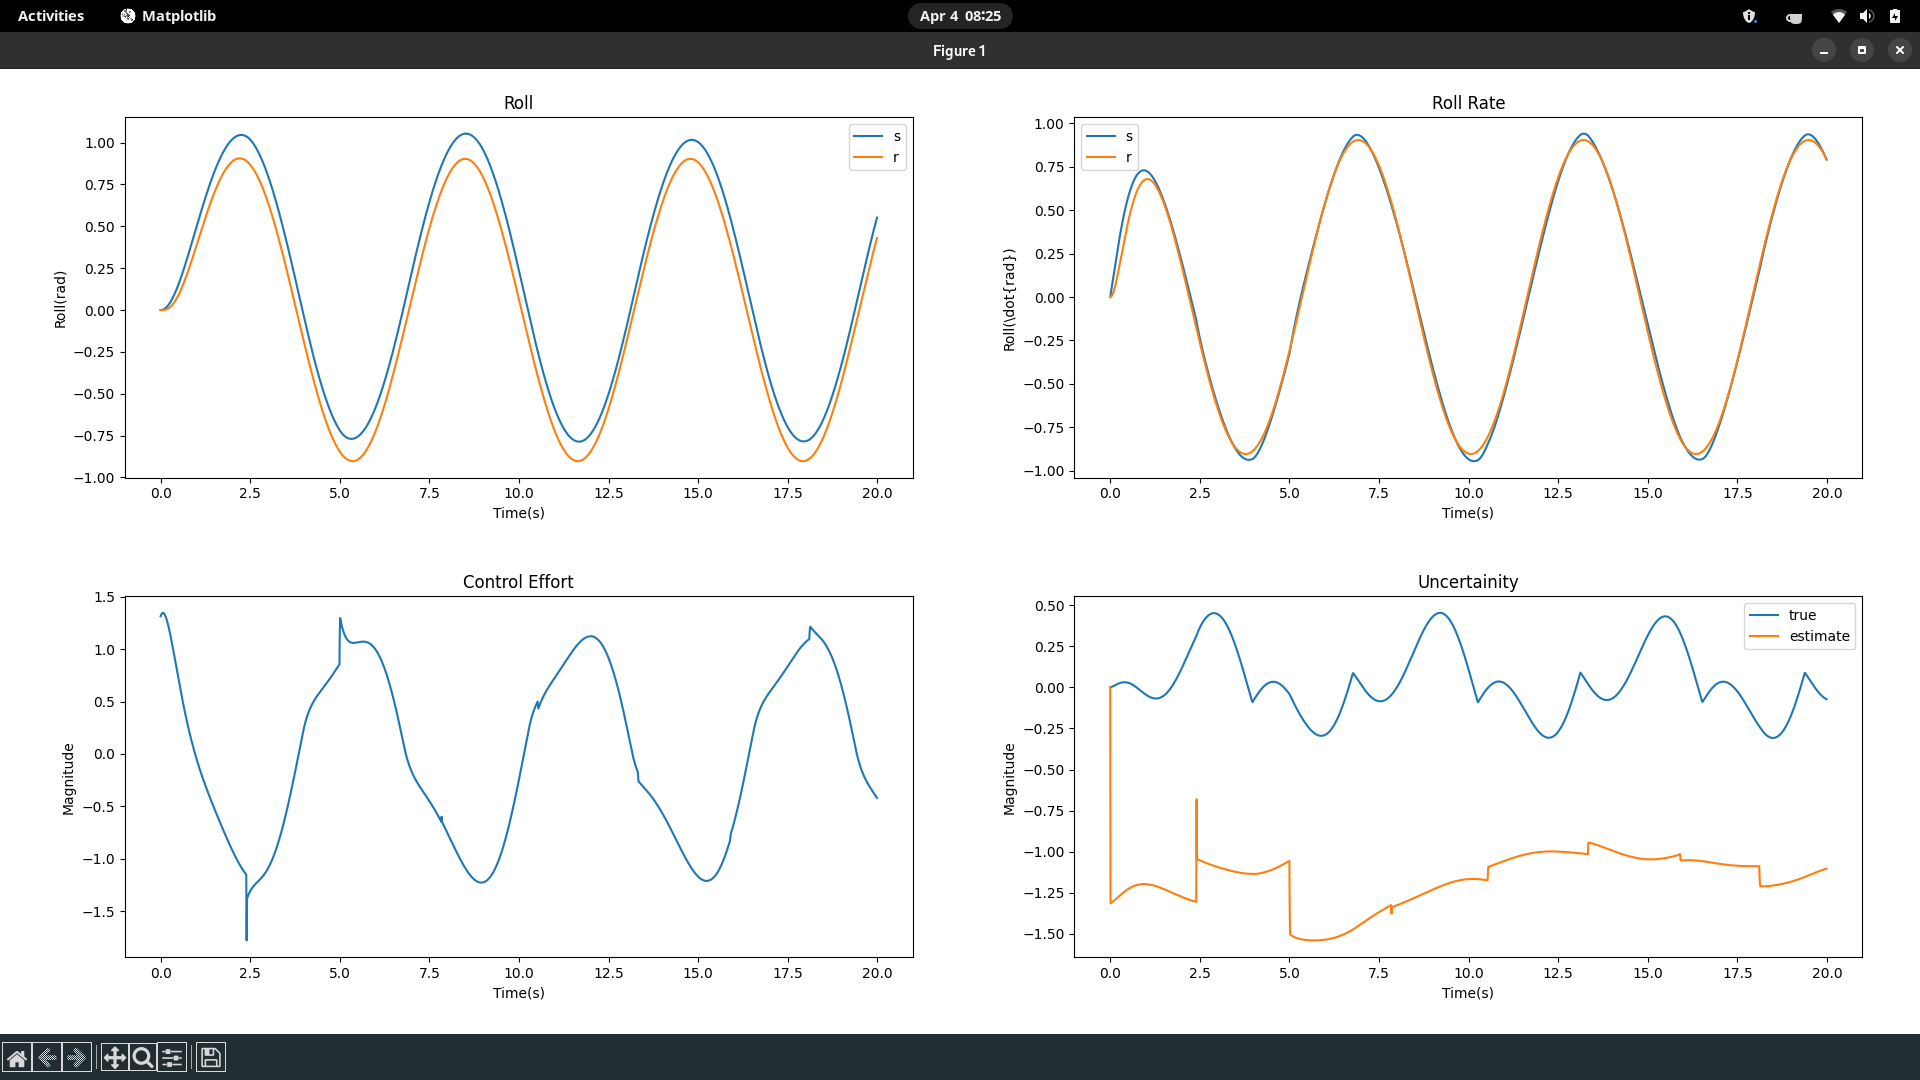 Activities Matplotlib Apr 4 08:25
Figure 1
Roll
1.00
0.75
0.50
0.25
0.00
−0.25
−0.50
−0.75
−1.00
Roll(rad)
s
r
0.0 2.5 5.0 7.5 10.0 12.5 15.0 17.5 20.0
Time(s)
Roll Rate
1.00
0.75
0.50
0.25
0.00
−0.25
−0.50
−0.75
−1.00
Roll(\dot{rad})
s
r
0.0 2.5 5.0 7.5 10.0 12.5 15.0 17.5 20.0
Time(s)
Control Effort
1.5
1.0
0.5
0.0
−0.5
−1.0
−1.5
Magnitude
0.0 2.5 5.0 7.5 10.0 12.5 15.0 17.5 20.0
Time(s)
Uncertainity
0.50
0.25
0.00
−0.25
−0.50
−0.75
−1.00
−1.25
−1.50
Magnitude
true
estimate
0.0 2.5 5.0 7.5 10.0 12.5 15.0 17.5 20.0
Time(s)